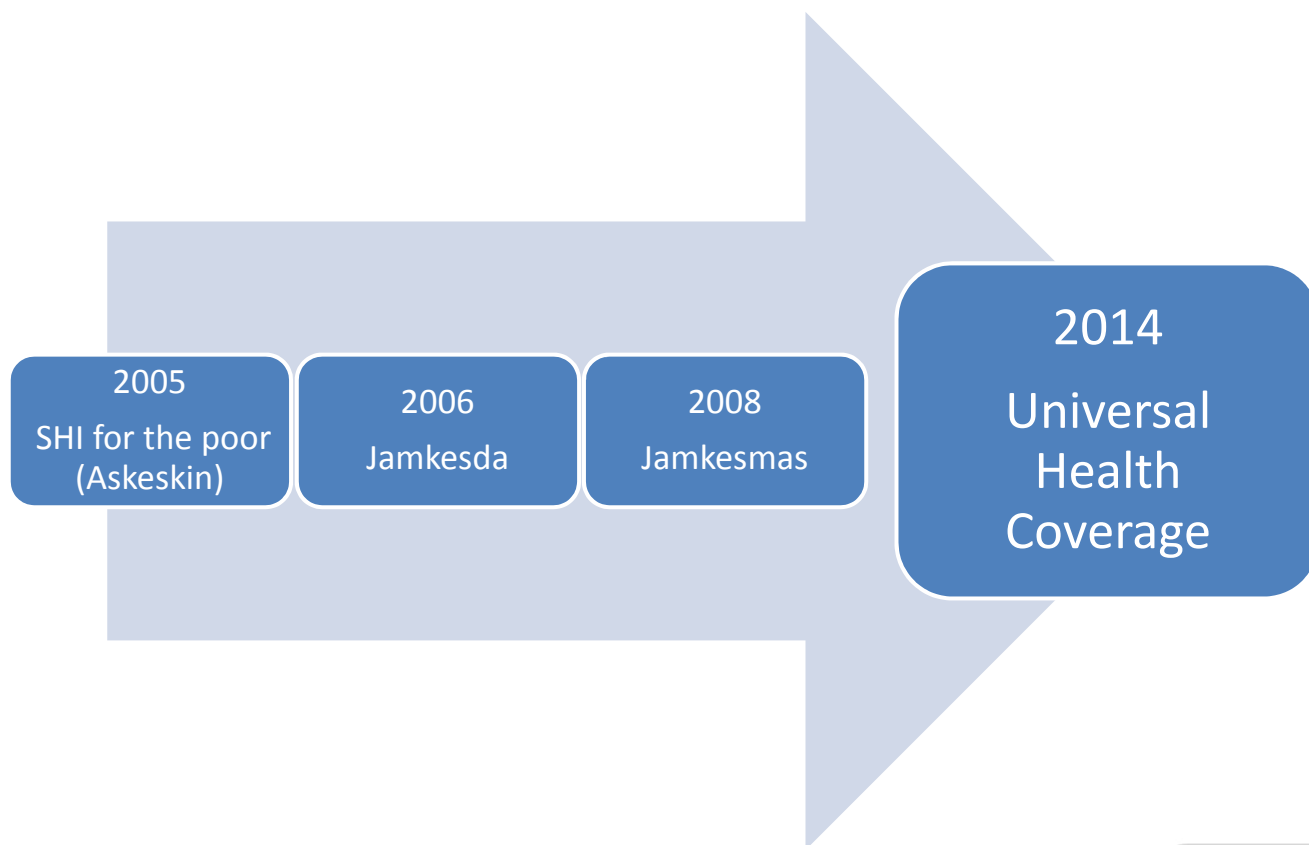 2005
SHI for the poor
(Askeskin)
2006
Jamkesda
2008
Jamkesmas
2014
Universal
Health
Coverage